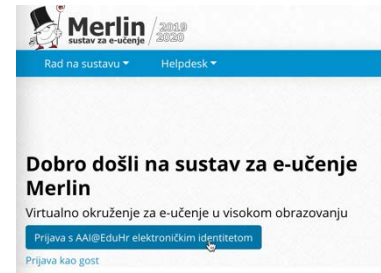 Merlin 2019
sustav za e-učenje 2020
Rad na sustavu Helpdesk
Dobro došli na sustav za e-učenje
Merlin
Virtualno okruženje za e-učenje u visokom obrazovanju
Prijava s AAI@EduHr elektroničkim identitetom
Prijava kao gost